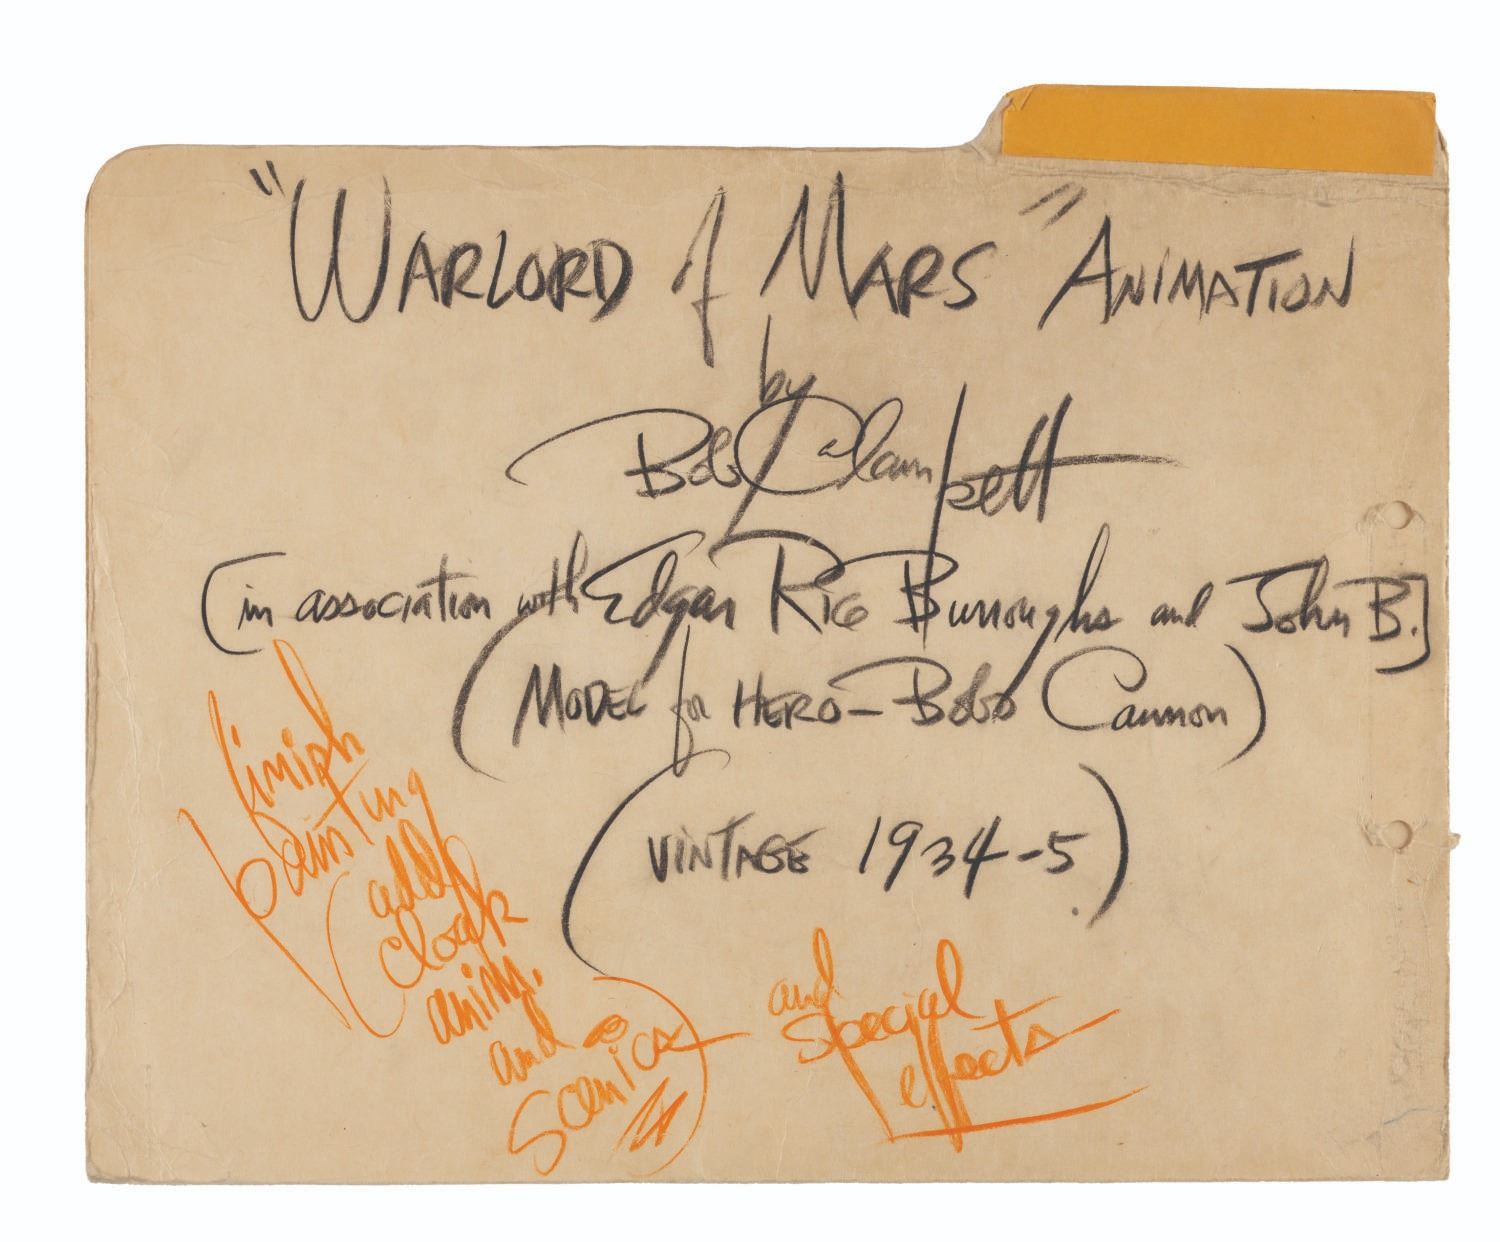 "WARLORD of MARS" ANIMATION
by
Bob Clampett
[in association with Edgar Rice Burroughs and John B.]
(MODEL for HERO - Bobo Cannon)
(VINTAGE 1934-5)
finish
painting
(add
cloak
anim.
and
Scenics)
and
Special
effects